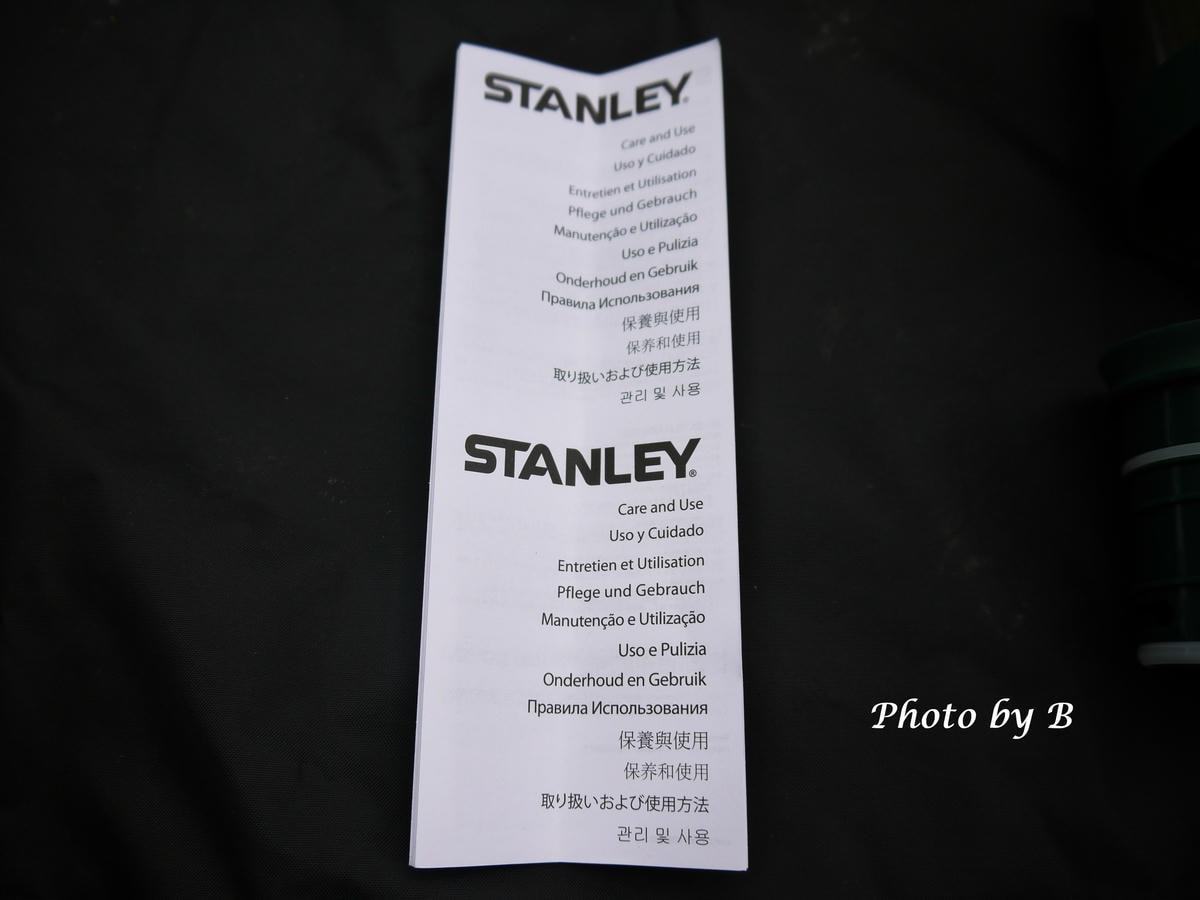 STANLEY®
Care and Use
Uso y Cuidado
Entretien et Utilisation
Pflege und Gebrauch
Manutenção e Utilização
Uso e Pulizia
Onderhoud en Gebruik
Правила Использования
保養與使用
保养和使用
取り扱いおよび使用方法
관리 및 사용
STANLEY®
Care and Use
Uso y Cuidado
Entretien et Utilisation
Pflege und Gebrauch
Manutenção e Utilização
Uso e Pulizia
Onderhoud en Gebruik
Правила Использования
保養與使用
保养和使用
取り扱いおよび使用方法
관리 및 사용
Photo by B